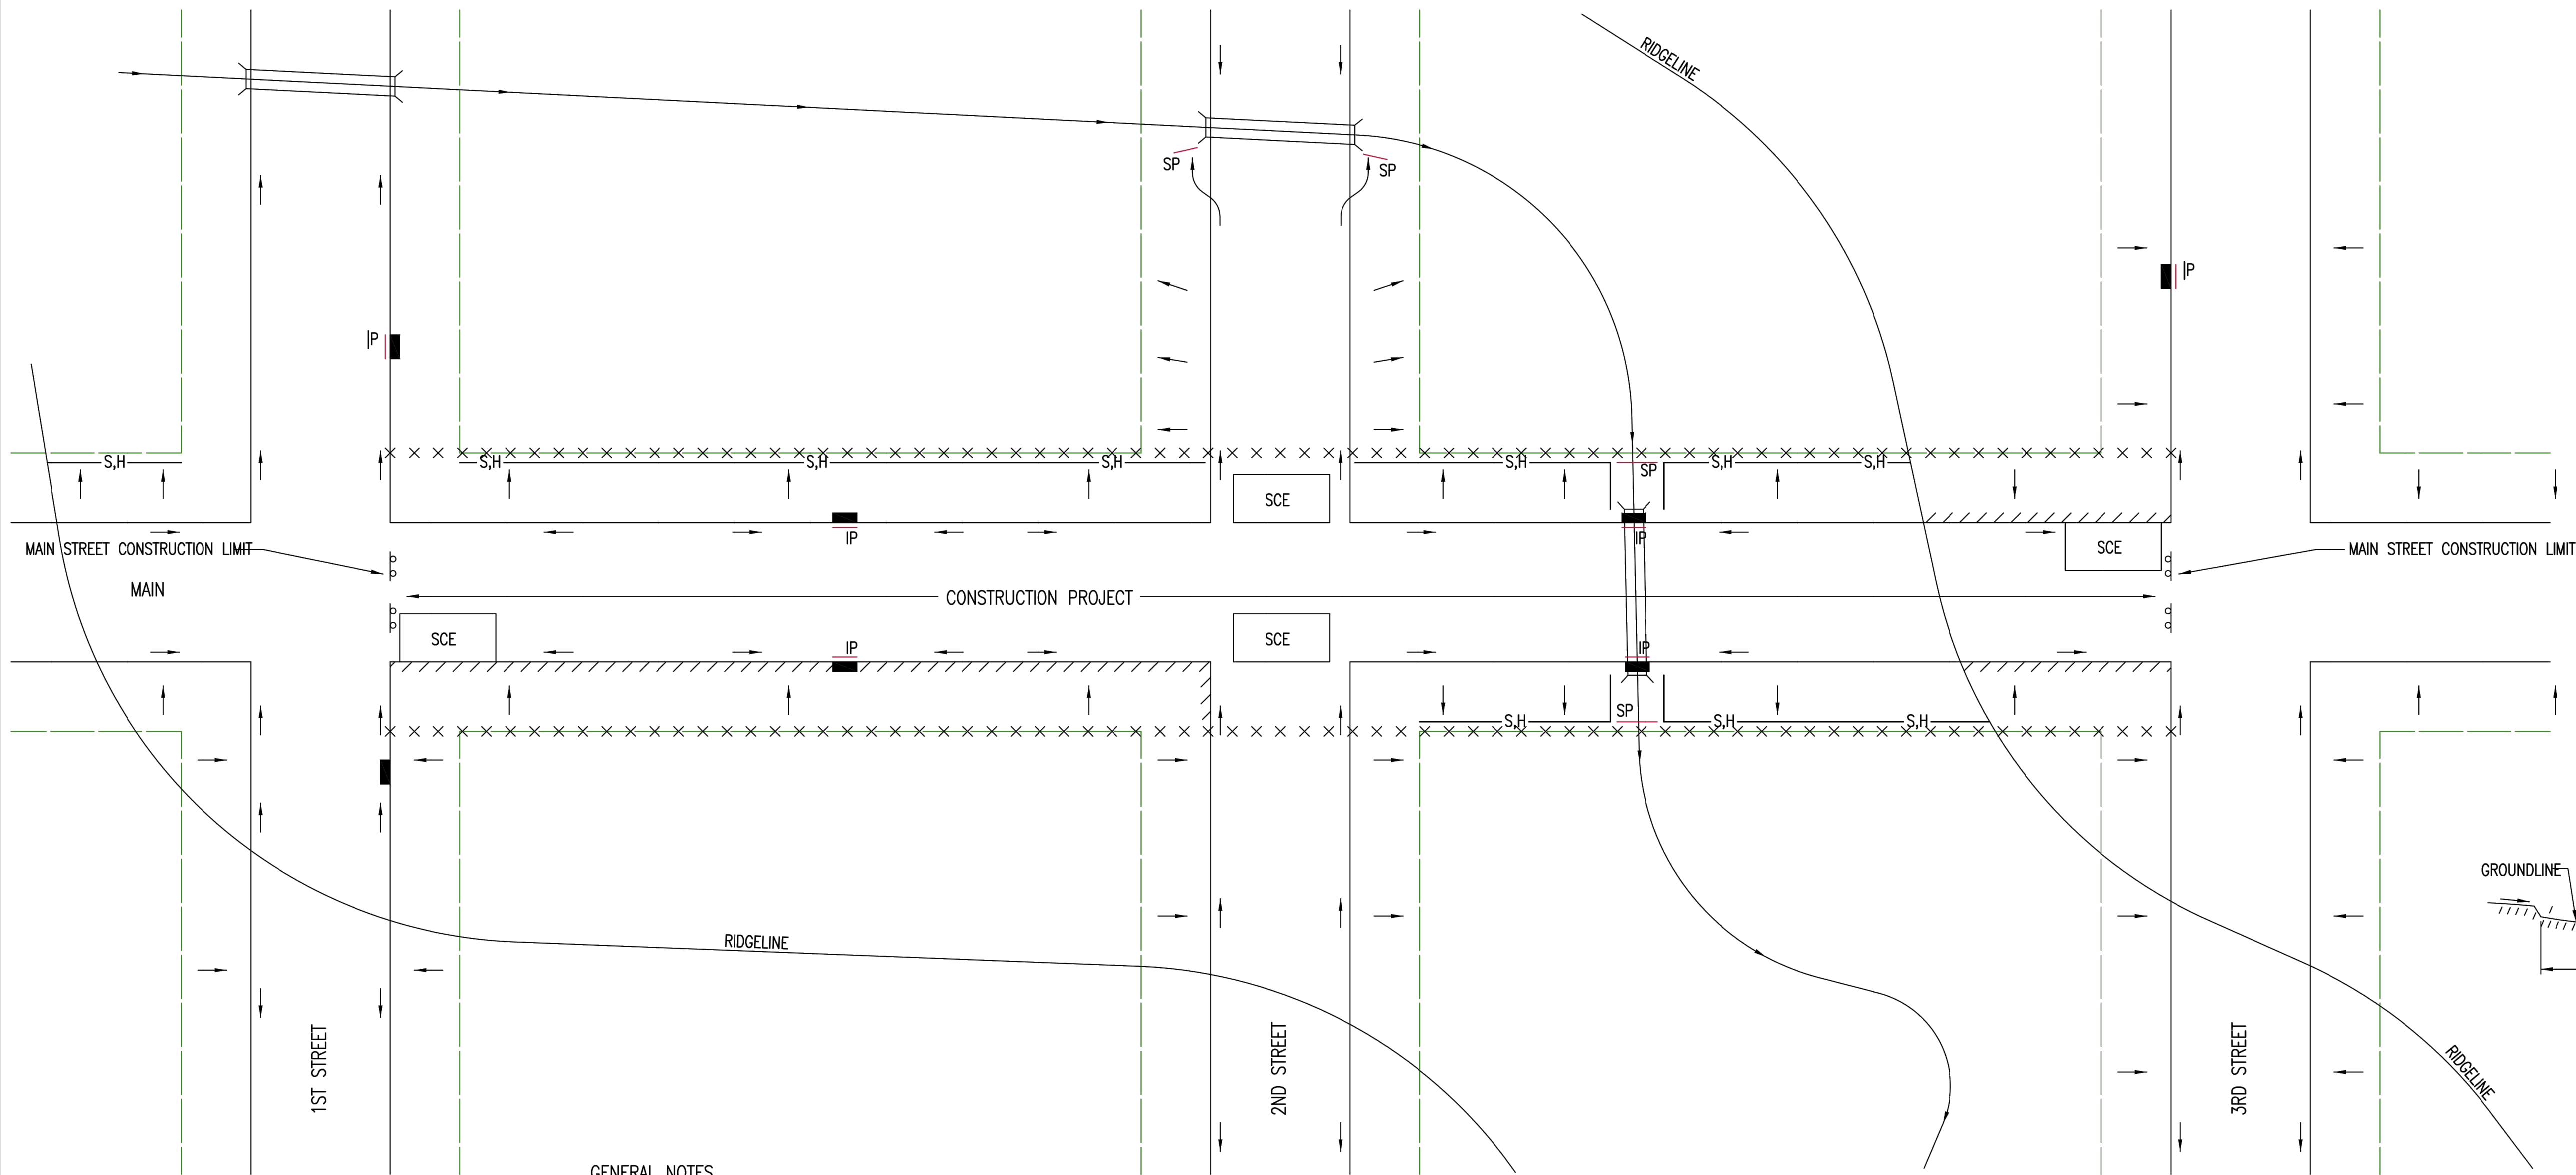 RIDGELINE
SP
SP
IP
IP
S,H
S,H
S,H
S,H
S,H
S,H
S,H
SP
SCE
IP
IP
MAIN STREET CONSTRUCTION LIMIT
SCE
MAIN STREET CONSTRUCTION LIMIT
MAIN
CONSTRUCTION PROJECT
SCE
SCE
IP
IP
SP
S,H
S,H
S,H
GROUNDLINE
RIDGELINE
1ST STREET
2ND STREET
3RD STREET
RIDGELINE
GENERAL NOTES